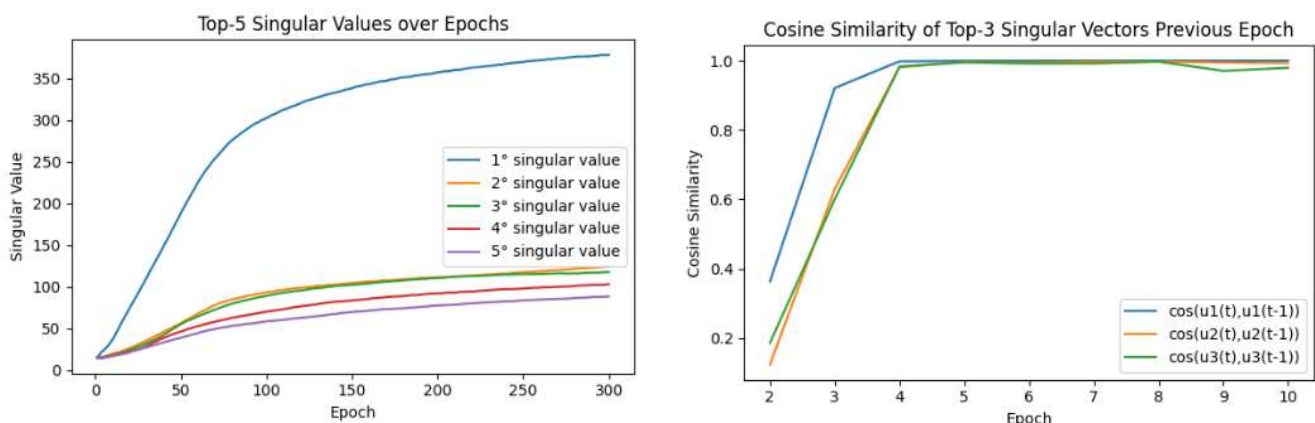 Top-5 Singular Values over Epochs
Singular Value
350
300
250
200
150
100
50
0
1° singular value
2° singular value
3° singular value
4° singular value
5° singular value
0 50 100 150 200 250 300
Epoch
Cosine Similarity of Top-3 Singular Vectors Previous Epoch
Cosine Similarity
1.0
0.8
0.6
0.4
0.2
cos(u1(t),u1(t-1))
cos(u2(t),u2(t-1))
cos(u3(t),u3(t-1))
2 3 4 5 6 7 8 9 10
Epoch